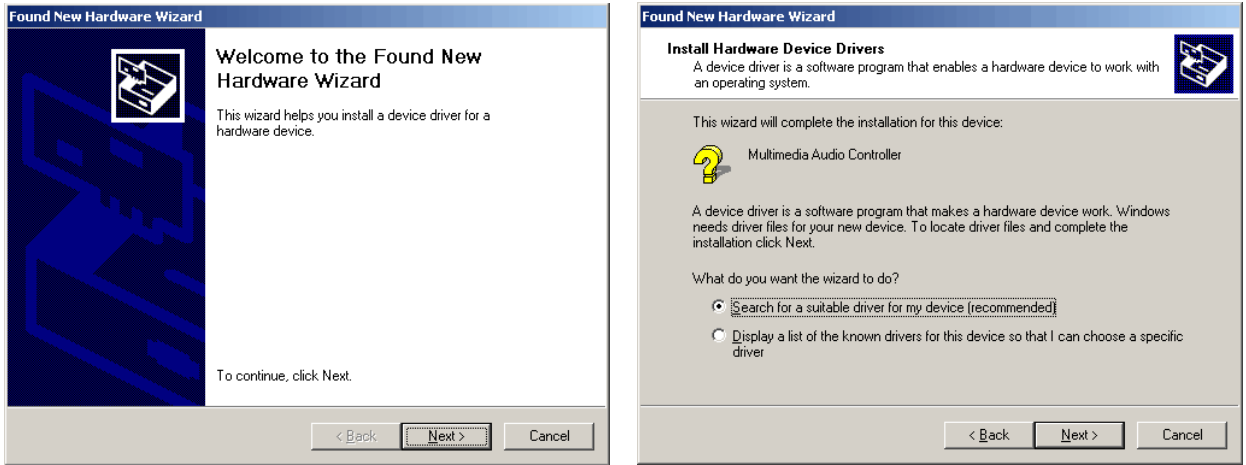 Found New Hardware Wizard
Welcome to the Found New
Hardware Wizard
This wizard helps you install a device driver for a
hardware device.
To continue, click Next.
< Back
Next >
Cancel
Found New Hardware Wizard
Install Hardware Device Drivers
A device driver is a software program that enables a hardware device to work with
an operating system.
This wizard will complete the installation for this device:
Multimedia Audio Controller
A device driver is a software program that makes a hardware device work. Windows
needs driver files for your new device. To locate driver files and complete the
installation click Next.
What do you want the wizard to do?
Search for a suitable driver for my device (recommended)
Display a list of the known drivers for this device so that I can choose a specific
driver
< Back
Next >
Cancel